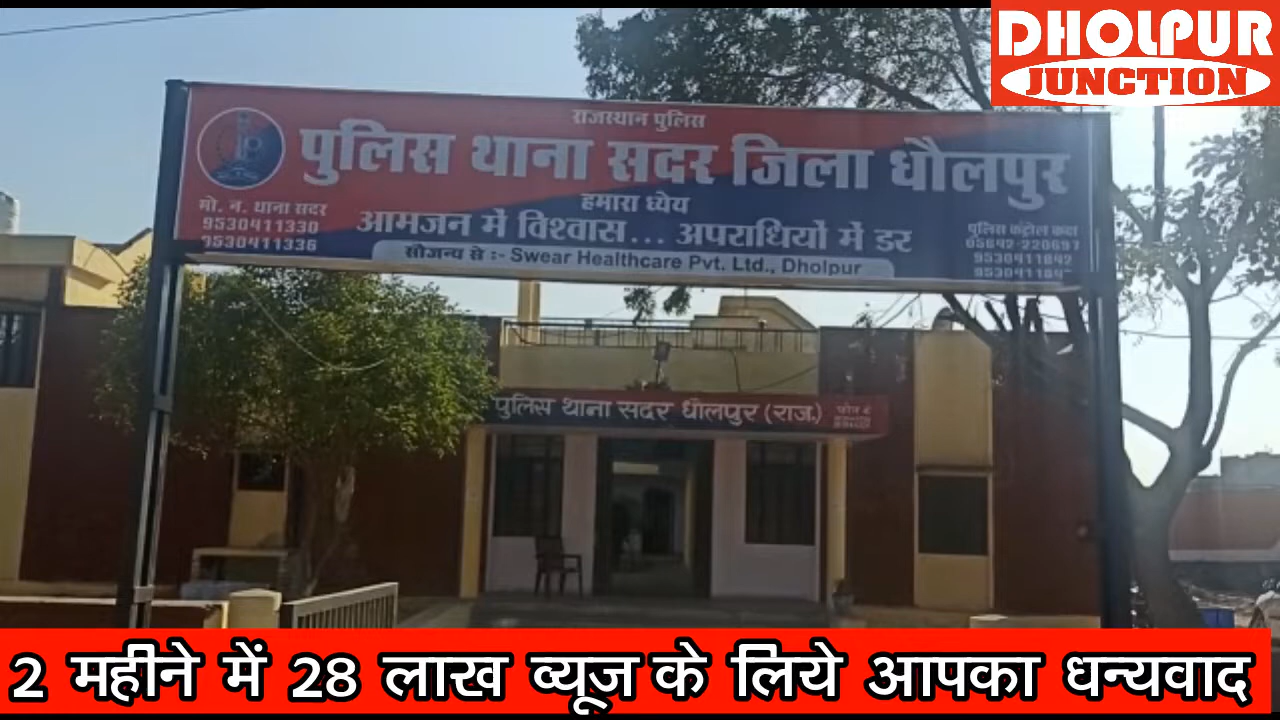 DHOLPUR
JUNCTION
राजस्थान पुलिस
पुलिस थाना सदर जिला धौलपुर
हमारा ध्येय
आमजन में विश्वास... अपराधियों में डर
सौजन्य से :- Swear Healthcare Pvt. Ltd., Dholpur
मो. न. थाना सदर
9530411330
9530411336
पुलिस कंट्रोल कक्ष
05642-220697
9530411842
पुलिस थाना सदर धौलपुर (राज.)
2 महीने में 28 लाख व्यूज के लिये आपका धन्यवाद